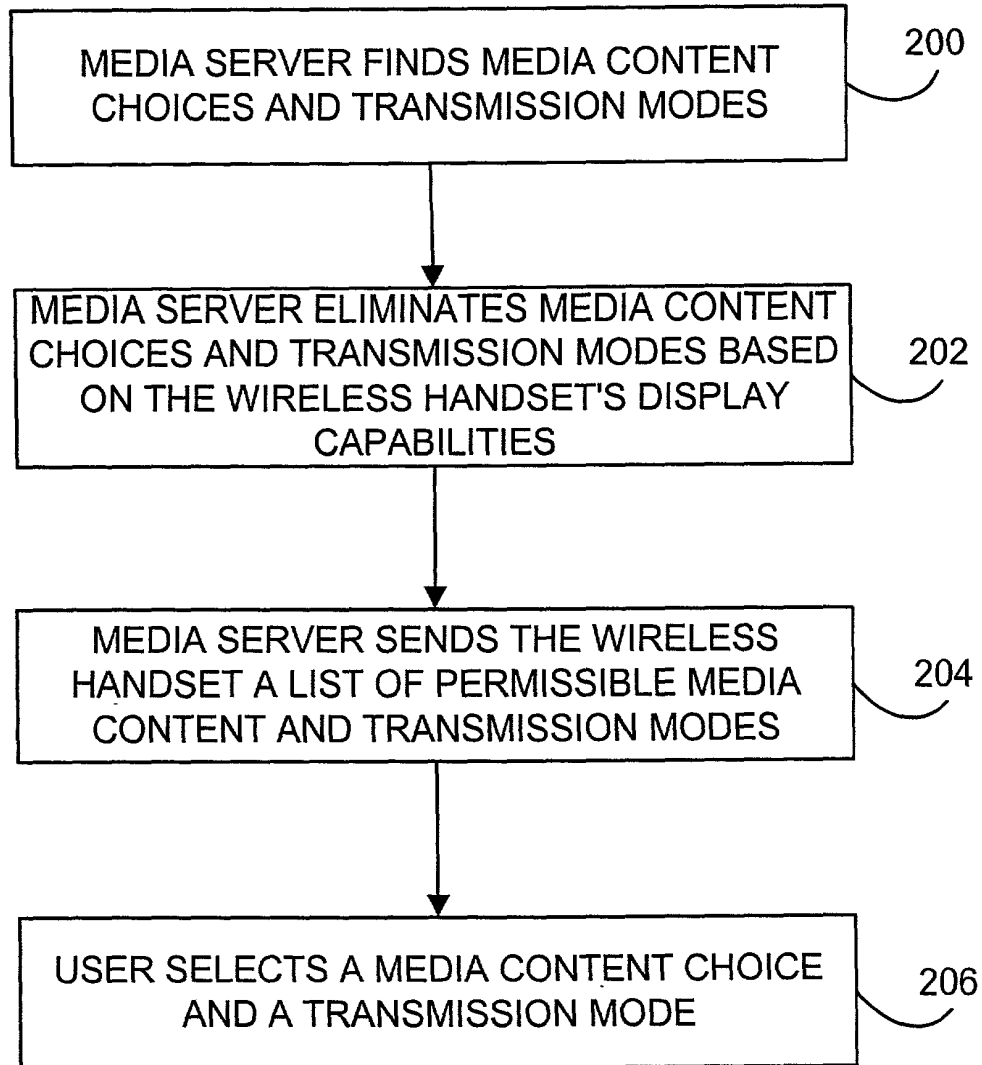 MEDIA SERVER FINDS MEDIA CONTENT
CHOICES AND TRANSMISSION MODES
200
MEDIA SERVER ELIMINATES MEDIA CONTENT
CHOICES AND TRANSMISSION MODES BASED
ON THE WIRELESS HANDSET'S DISPLAY
CAPABILITIES
202
MEDIA SERVER SENDS THE WIRELESS
HANDSET A LIST OF PERMISSIBLE MEDIA
CONTENT AND TRANSMISSION MODES
204
USER SELECTS A MEDIA CONTENT CHOICE
AND A TRANSMISSION MODE
206